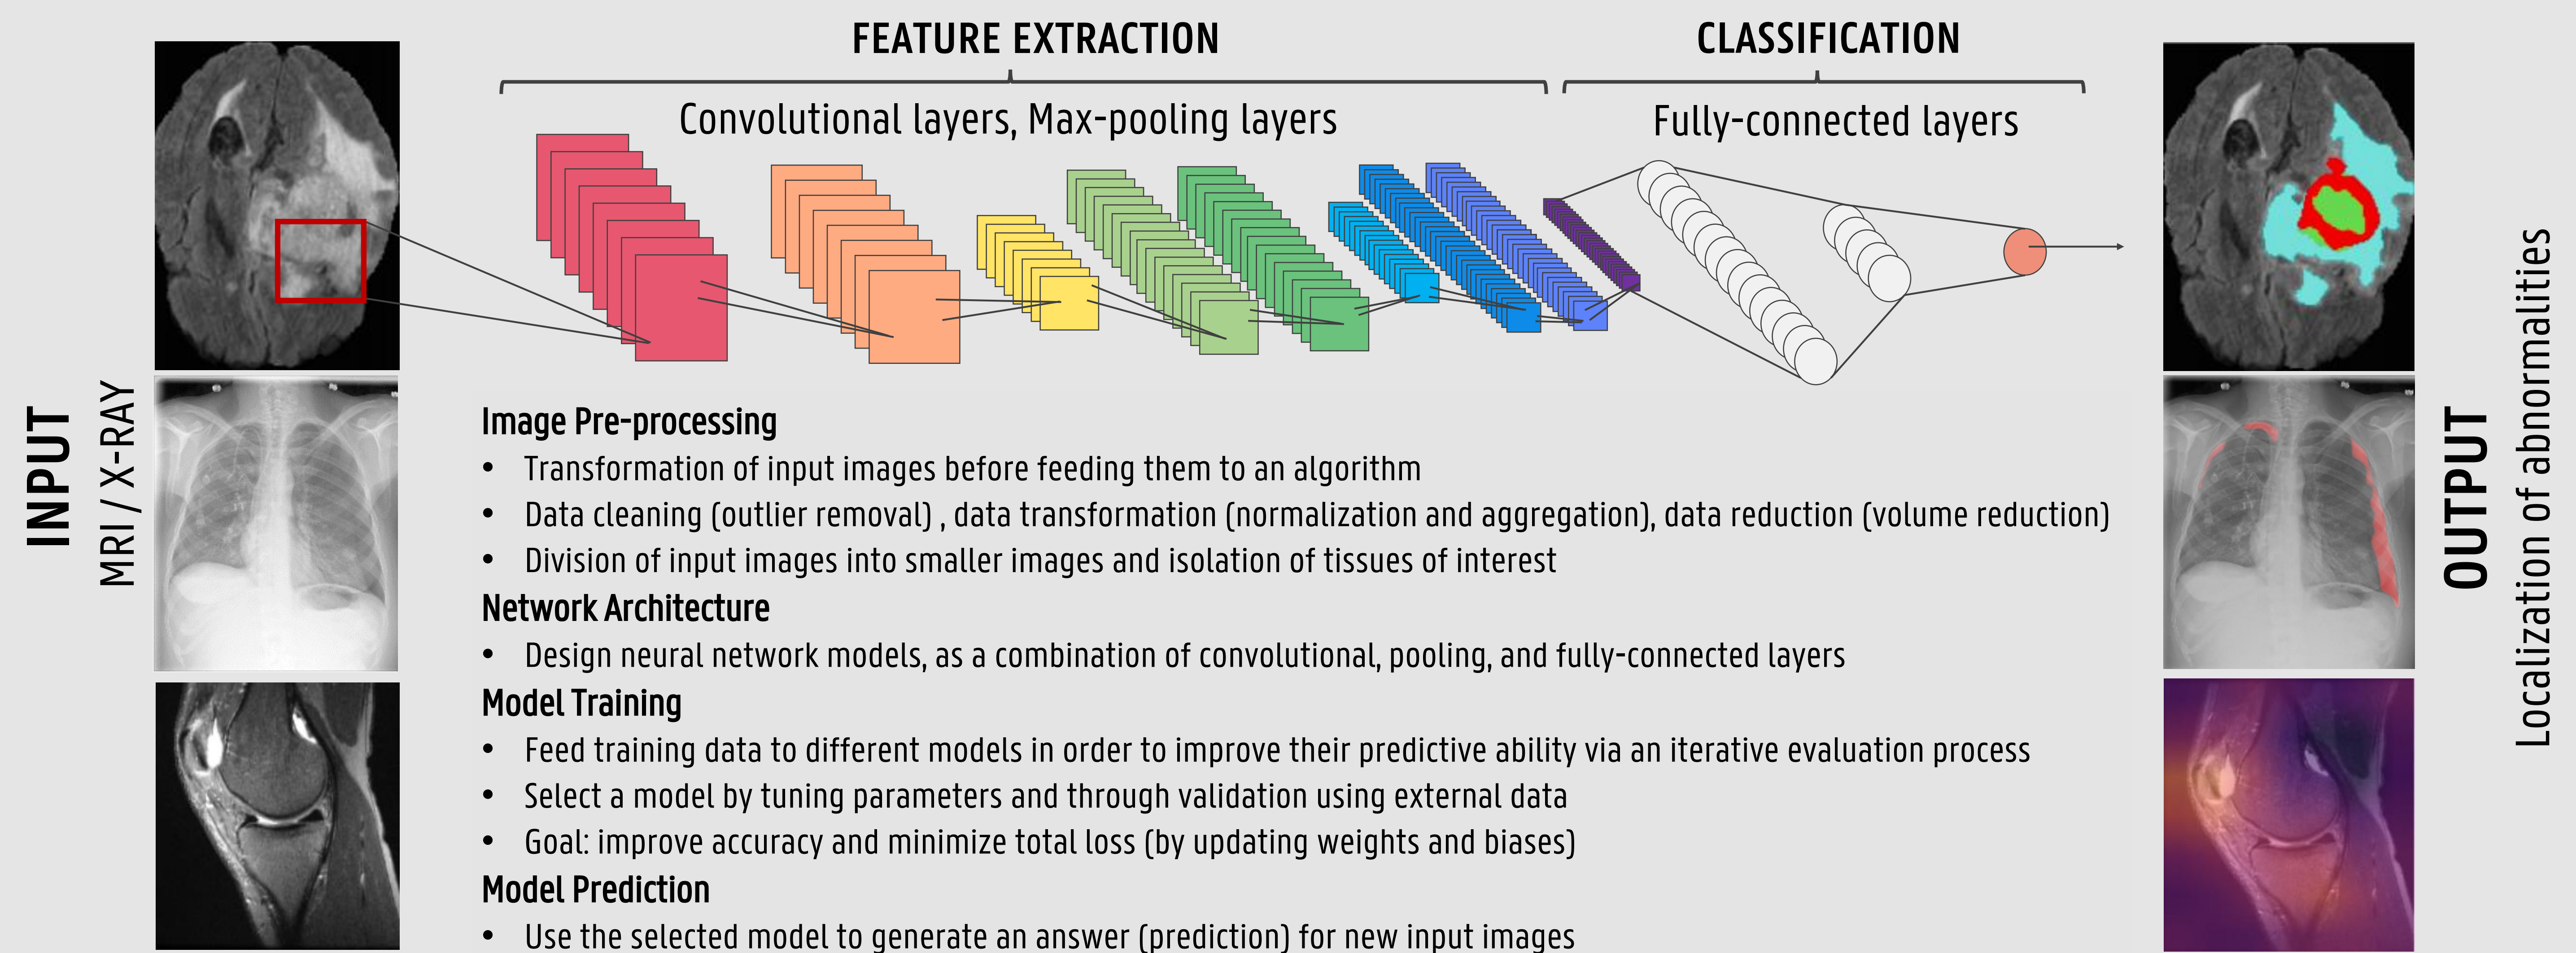 FEATURE EXTRACTION
CLASSIFICATION
Convolutional layers, Max-pooling layers
Fully-connected layers
INPUT
MRI / X-RAY
Image Pre-processing
• Transformation of input images before feeding them to an algorithm
• Data cleaning (outlier removal) , data transformation (normalization and aggregation), data reduction (volume reduction)
• Division of input images into smaller images and isolation of tissues of interest
Network Architecture
• Design neural network models, as a combination of convolutional, pooling, and fully-connected layers
Model Training
• Feed training data to different models in order to improve their predictive ability via an iterative evaluation process
• Select a model by tuning parameters and through validation using external data
• Goal: improve accuracy and minimize total loss (by updating weights and biases)
Model Prediction
• Use the selected model to generate an answer (prediction) for new input images
OUTPUT
Localization of abnormalities